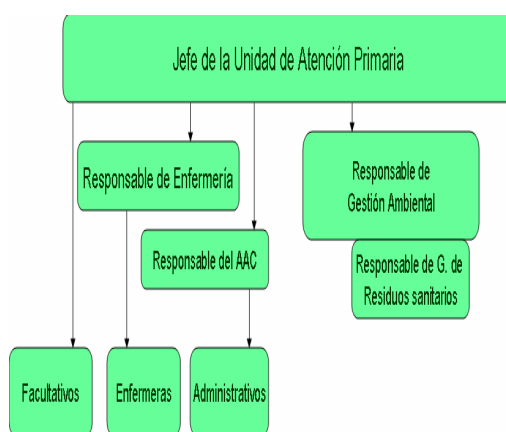 Jefe de la Unidad de Atención Primaria
Responsable de Enfermería
Responsable de
Gestión Ambiental
Responsable del AAC
Responsable de G. de
Residuos sanitarios
Facultativos
Enfermeras
Administrativos